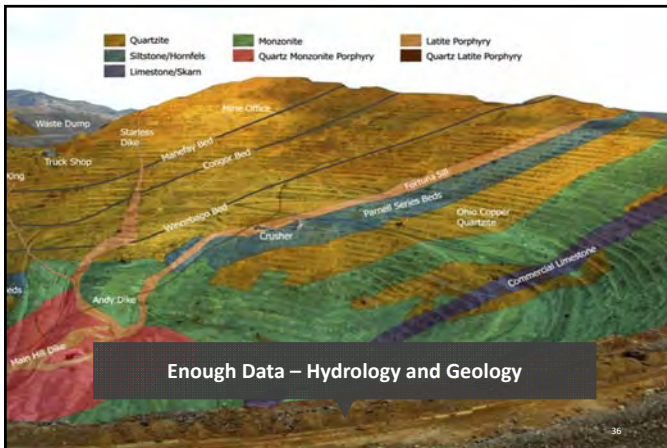 Quartzite
Monzonite
Latite Porphyry
Siltstone/Hornfels
Quartz Monzonite Porphyry
Quartz Latite Porphyry
Limestone/Skarn
Mine Office
Waste Dump
Starless
Dike
Truck Shop
Manefay Bed
Congor Bed
King
Winnebago Bed
Fortuna Sill
Parnell Series Beds
Ohio Copper
Quartzite
Crusher
Commercial Limestone
eds
Andy Dike
Main Hill Dike
Enough Data – Hydrology and Geology
36